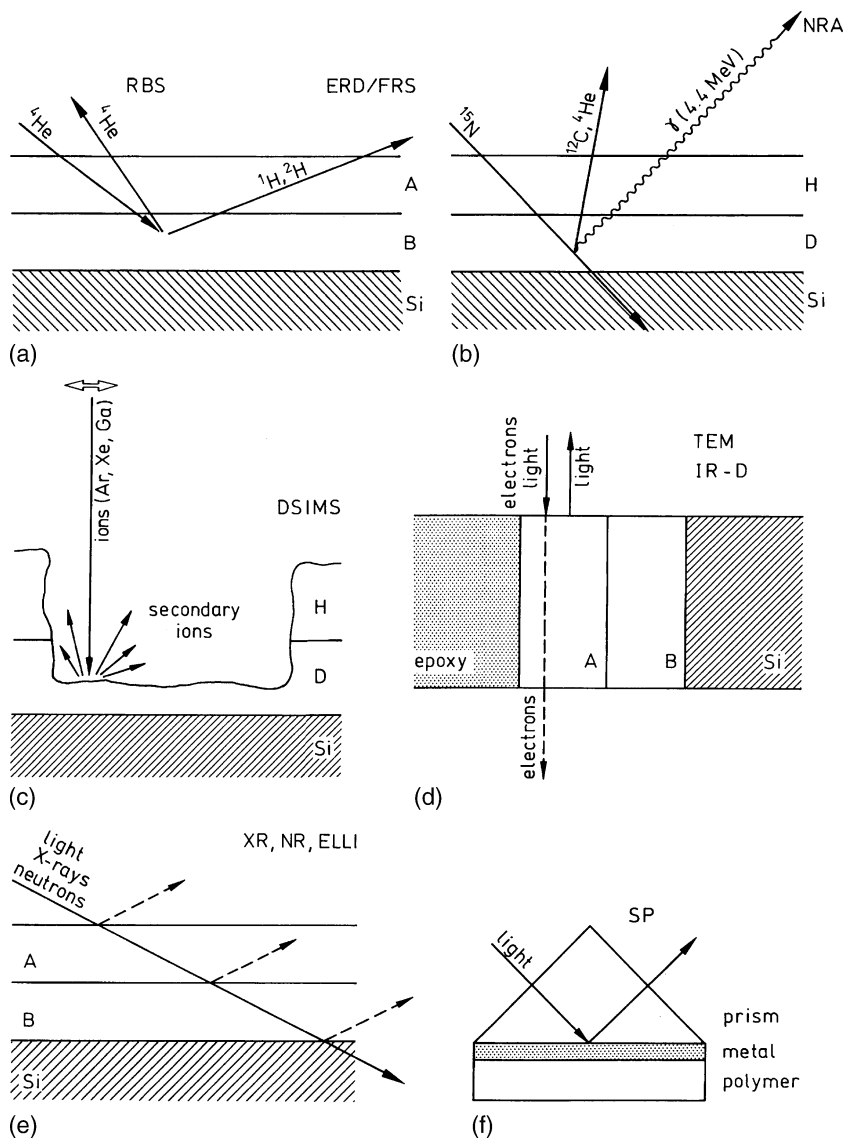 RBS
ERD/FRS
⁴He
⁴He
¹H, ²H
A
B
Si
(a)
NRA
¹⁵N
¹²C, ⁴He
γ (4.4 MeV)
H
D
Si
(b)
ions (Ar, Xe, Ga)
DSIMS
secondary
ions
H
D
Si
(c)
TEM
IR-D
electrons
light
light
epoxy
A
B
Si
electrons
(d)
XR, NR, ELLI
light
X-rays
neutrons
A
B
Si
(e)
SP
light
prism
metal
polymer
(f)